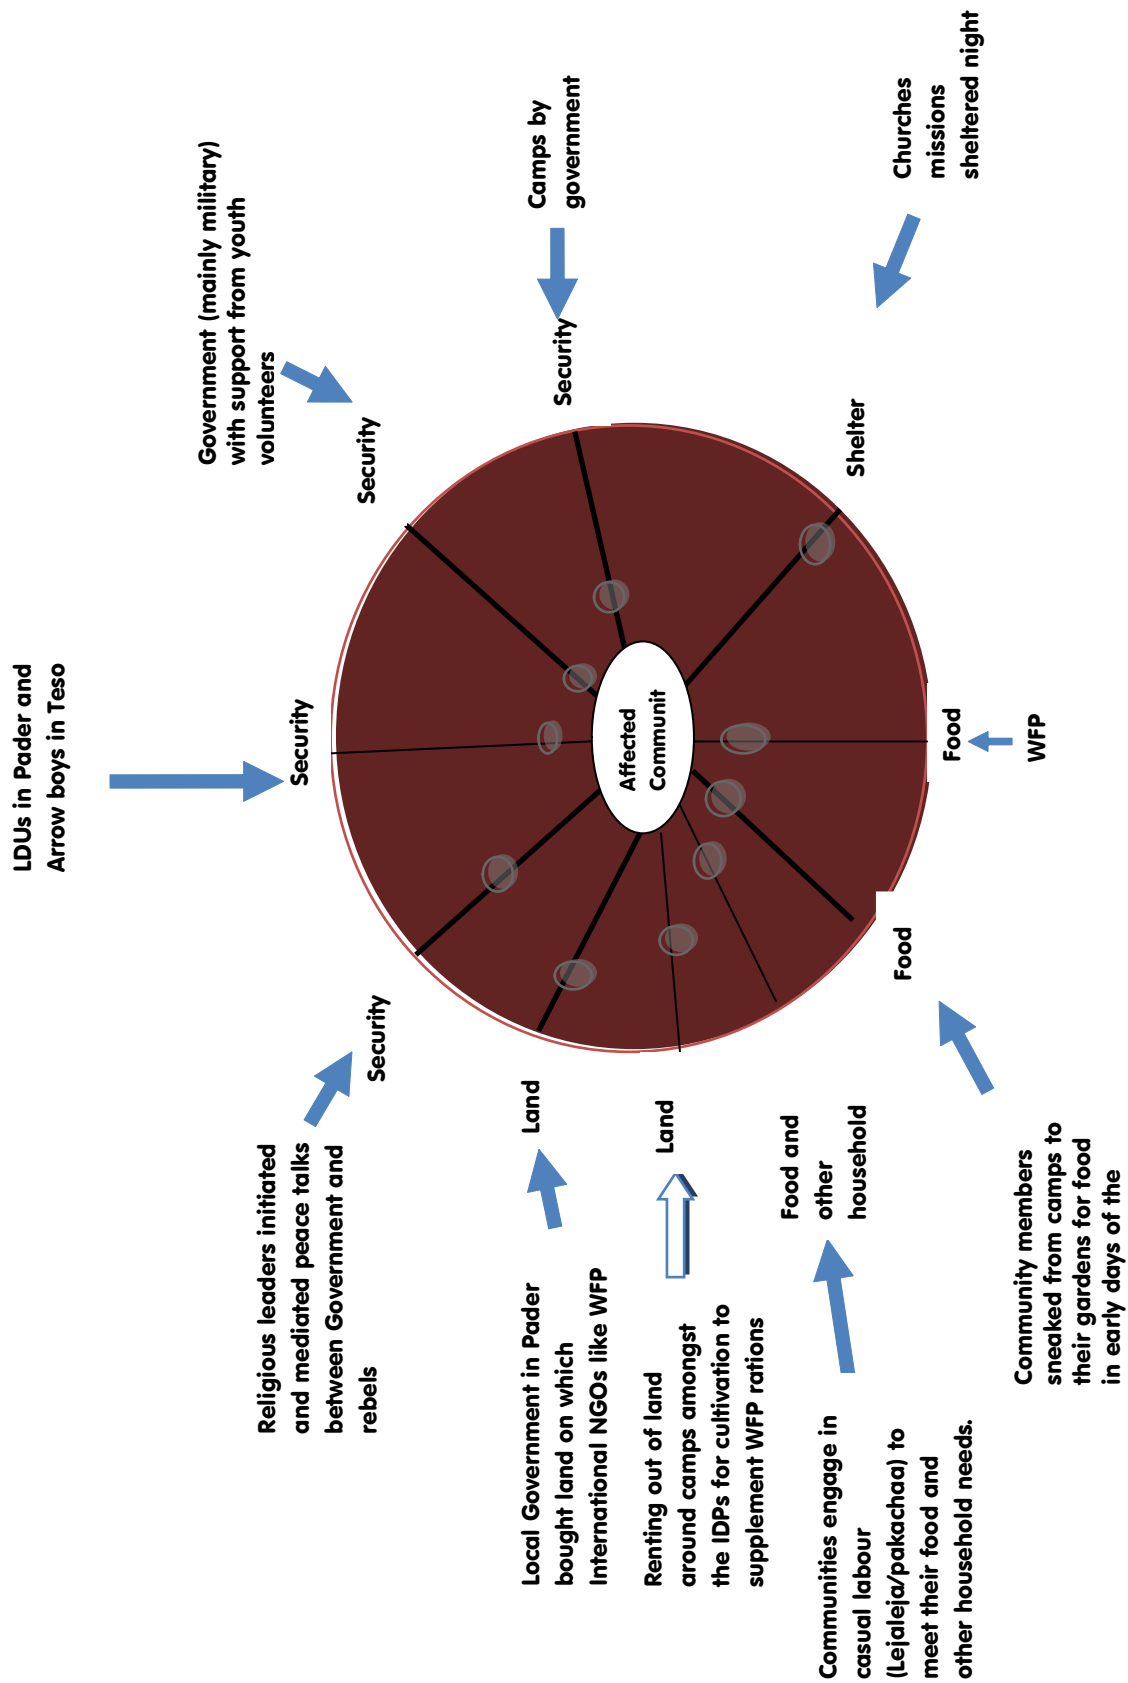 LDUs in Pader and
Arrow boys in Teso
Government (mainly military)
with support from youth
volunteers
Religious leaders initiated
and mediated peace talks
between Government and
rebels
Security
Security
Security
Local Government in Pader
bought land on which
International NGOs like WFP
Land
Security
Camps by
government
Affected
Communit
Renting out of land
around camps amongst
the IDPs for cultivation to
supplement WFP rations
Land
Food and
other
household
Shelter
Churches
missions
sheltered night
Communities engage in
casual labour
(Lejaleja/pakachaa) to
meet their food and
other household needs.
Food
Food
WFP
Community members
sneaked from camps to
their gardens for food
in early days of the